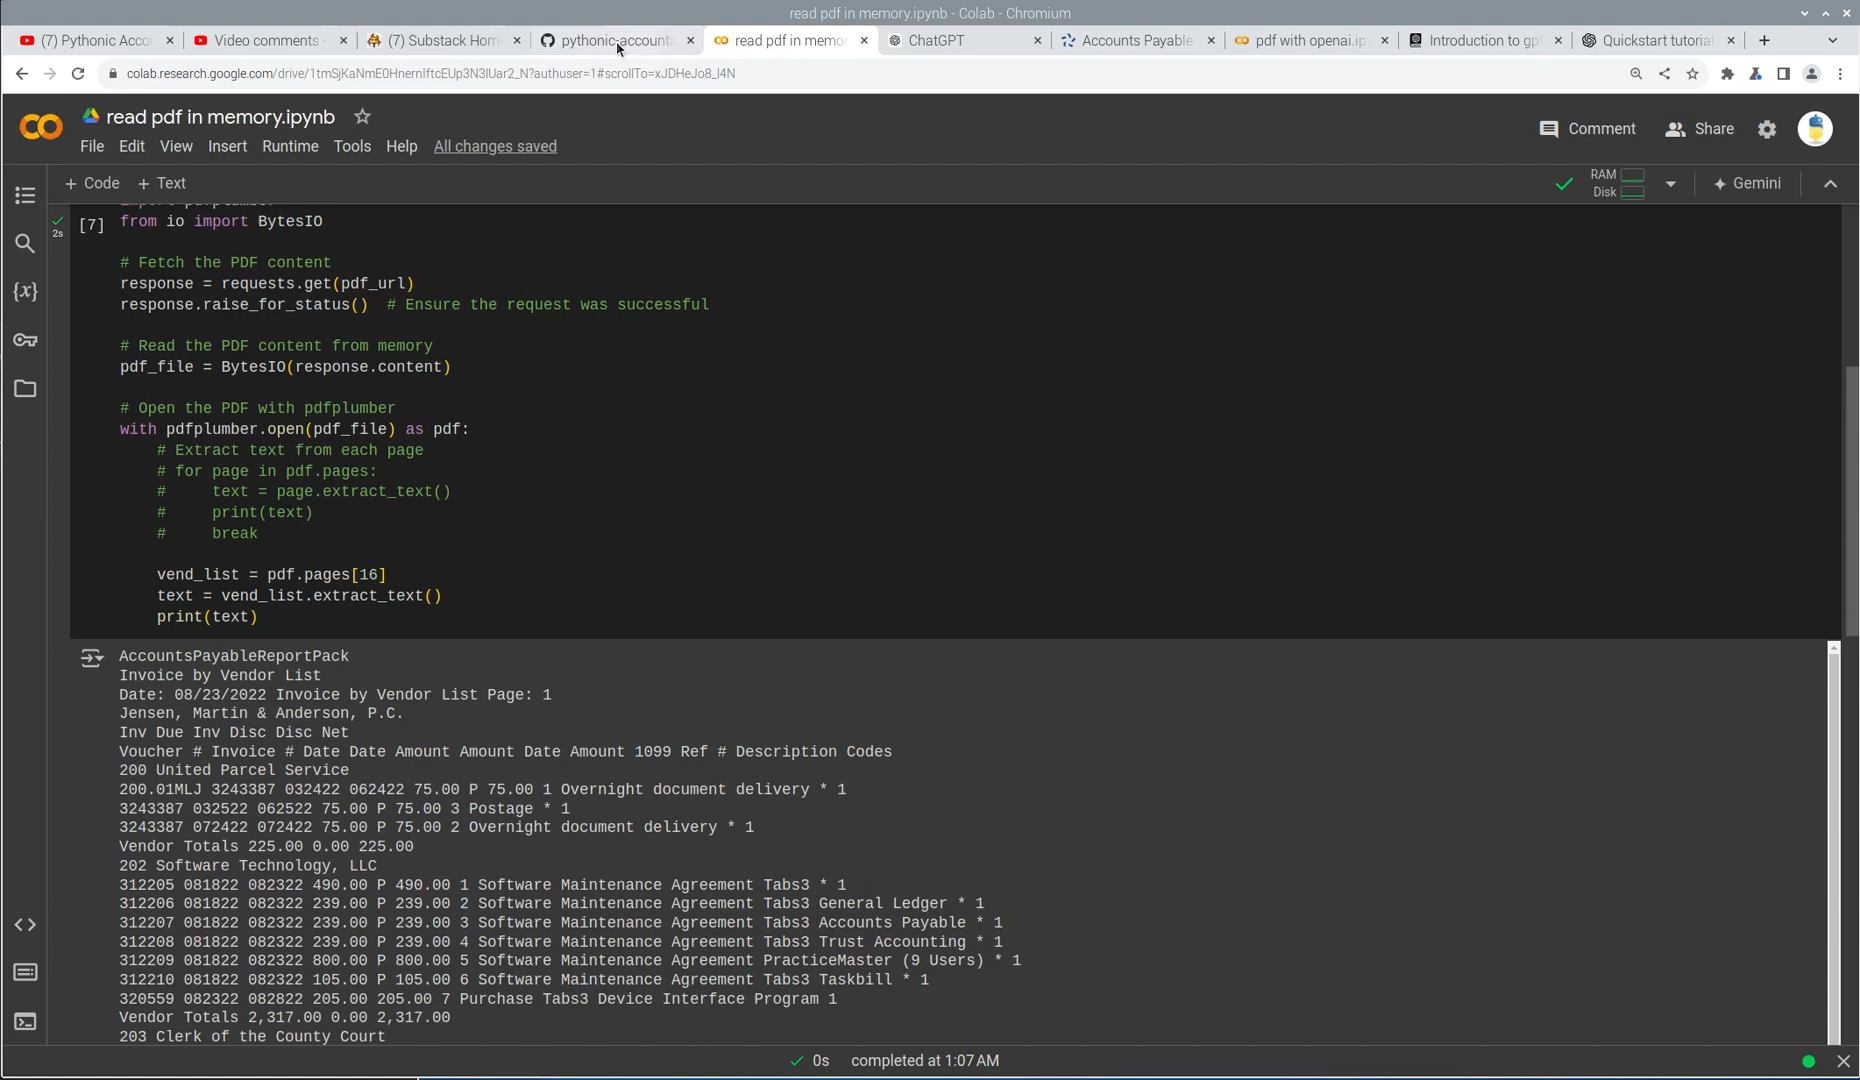 read pdf in memory.ipynb - Colab - Chromium
(7) Pythonic Accou
Video comments -
(7) Substack Hom
pythonic-accounta
read pdf in memor
ChatGPT
Accounts Payable
pdf with openai.ip
Introduction to gpt
Quickstart tutorial
colab.research.google.com/drive/1tmSjKaNmE0HnernIftcEUp3N3IUar2_N?authuser=1#scrollTo=xJDHeJo8_I4N
read pdf in memory.ipynb
Comment
Share
File Edit View Insert Runtime Tools Help All changes saved
+ Code + Text
RAM
Disk
Gemini
2s
[7]
from io import BytesIO
# Fetch the PDF content
response = requests.get(pdf_url)
response.raise_for_status()  # Ensure the request was successful
# Read the PDF content from memory
pdf_file = BytesIO(response.content)
# Open the PDF with pdfplumber
with pdfplumber.open(pdf_file) as pdf:
# Extract text from each page
# for page in pdf.pages:
#     text = page.extract_text()
#     print(text)
#     break
vend_list = pdf.pages[16]
text = vend_list.extract_text()
print(text)
AccountsPayableReportPack
Invoice by Vendor List
Date: 08/23/2022 Invoice by Vendor List Page: 1
Jensen, Martin & Anderson, P.C.
Inv Due Inv Disc Disc Net
Voucher # Invoice # Date Date Amount Amount Date Amount 1099 Ref # Description Codes
200 United Parcel Service
200.01MLJ 3243387 032422 062422 75.00 P 75.00 1 Overnight document delivery * 1
3243387 032522 062522 75.00 P 75.00 3 Postage * 1
3243387 072422 072422 75.00 P 75.00 2 Overnight document delivery * 1
Vendor Totals 225.00 0.00 225.00
202 Software Technology, LLC
312205 081822 082322 490.00 P 490.00 1 Software Maintenance Agreement Tabs3 * 1
312206 081822 082322 239.00 P 239.00 2 Software Maintenance Agreement Tabs3 General Ledger * 1
312207 081822 082322 239.00 P 239.00 3 Software Maintenance Agreement Tabs3 Accounts Payable * 1
312208 081822 082322 239.00 P 239.00 4 Software Maintenance Agreement Tabs3 Trust Accounting * 1
312209 081822 082322 800.00 P 800.00 5 Software Maintenance Agreement PracticeMaster (9 Users) * 1
312210 081822 082322 105.00 P 105.00 6 Software Maintenance Agreement Tabs3 Taskbill * 1
320559 082322 082822 205.00 205.00 7 Purchase Tabs3 Device Interface Program 1
Vendor Totals 2,317.00 0.00 2,317.00
203 Clerk of the County Court
0s completed at 1:07 AM